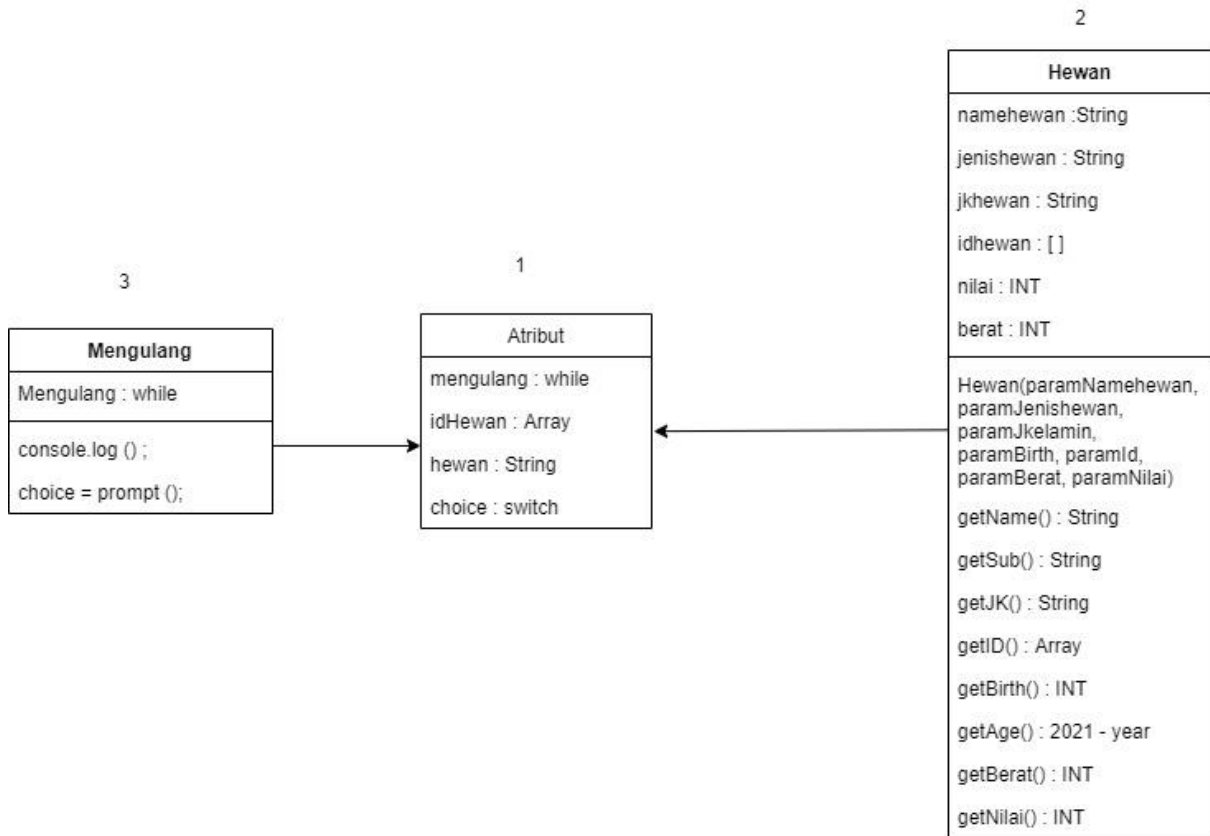 3
Mengulang
Mengulang : while
console.log () ;
choice = prompt ();
1
Atribut
mengulang : while
idHewan : Array
hewan : String
choice : switch
2
Hewan
namehewan :String
jenishewan : String
jkhewan : String
idhewan : [ ]
nilai : INT
berat : INT
Hewan(paramNamehewan,
paramJenishewan,
paramJkelamin,
paramBirth, paramId,
paramBerat, paramNilai)
getName() : String
getSub() : String
getJK() : String
getID() : Array
getBirth() : INT
getAge() : 2021 - year
getBerat() : INT
getNilai() : INT